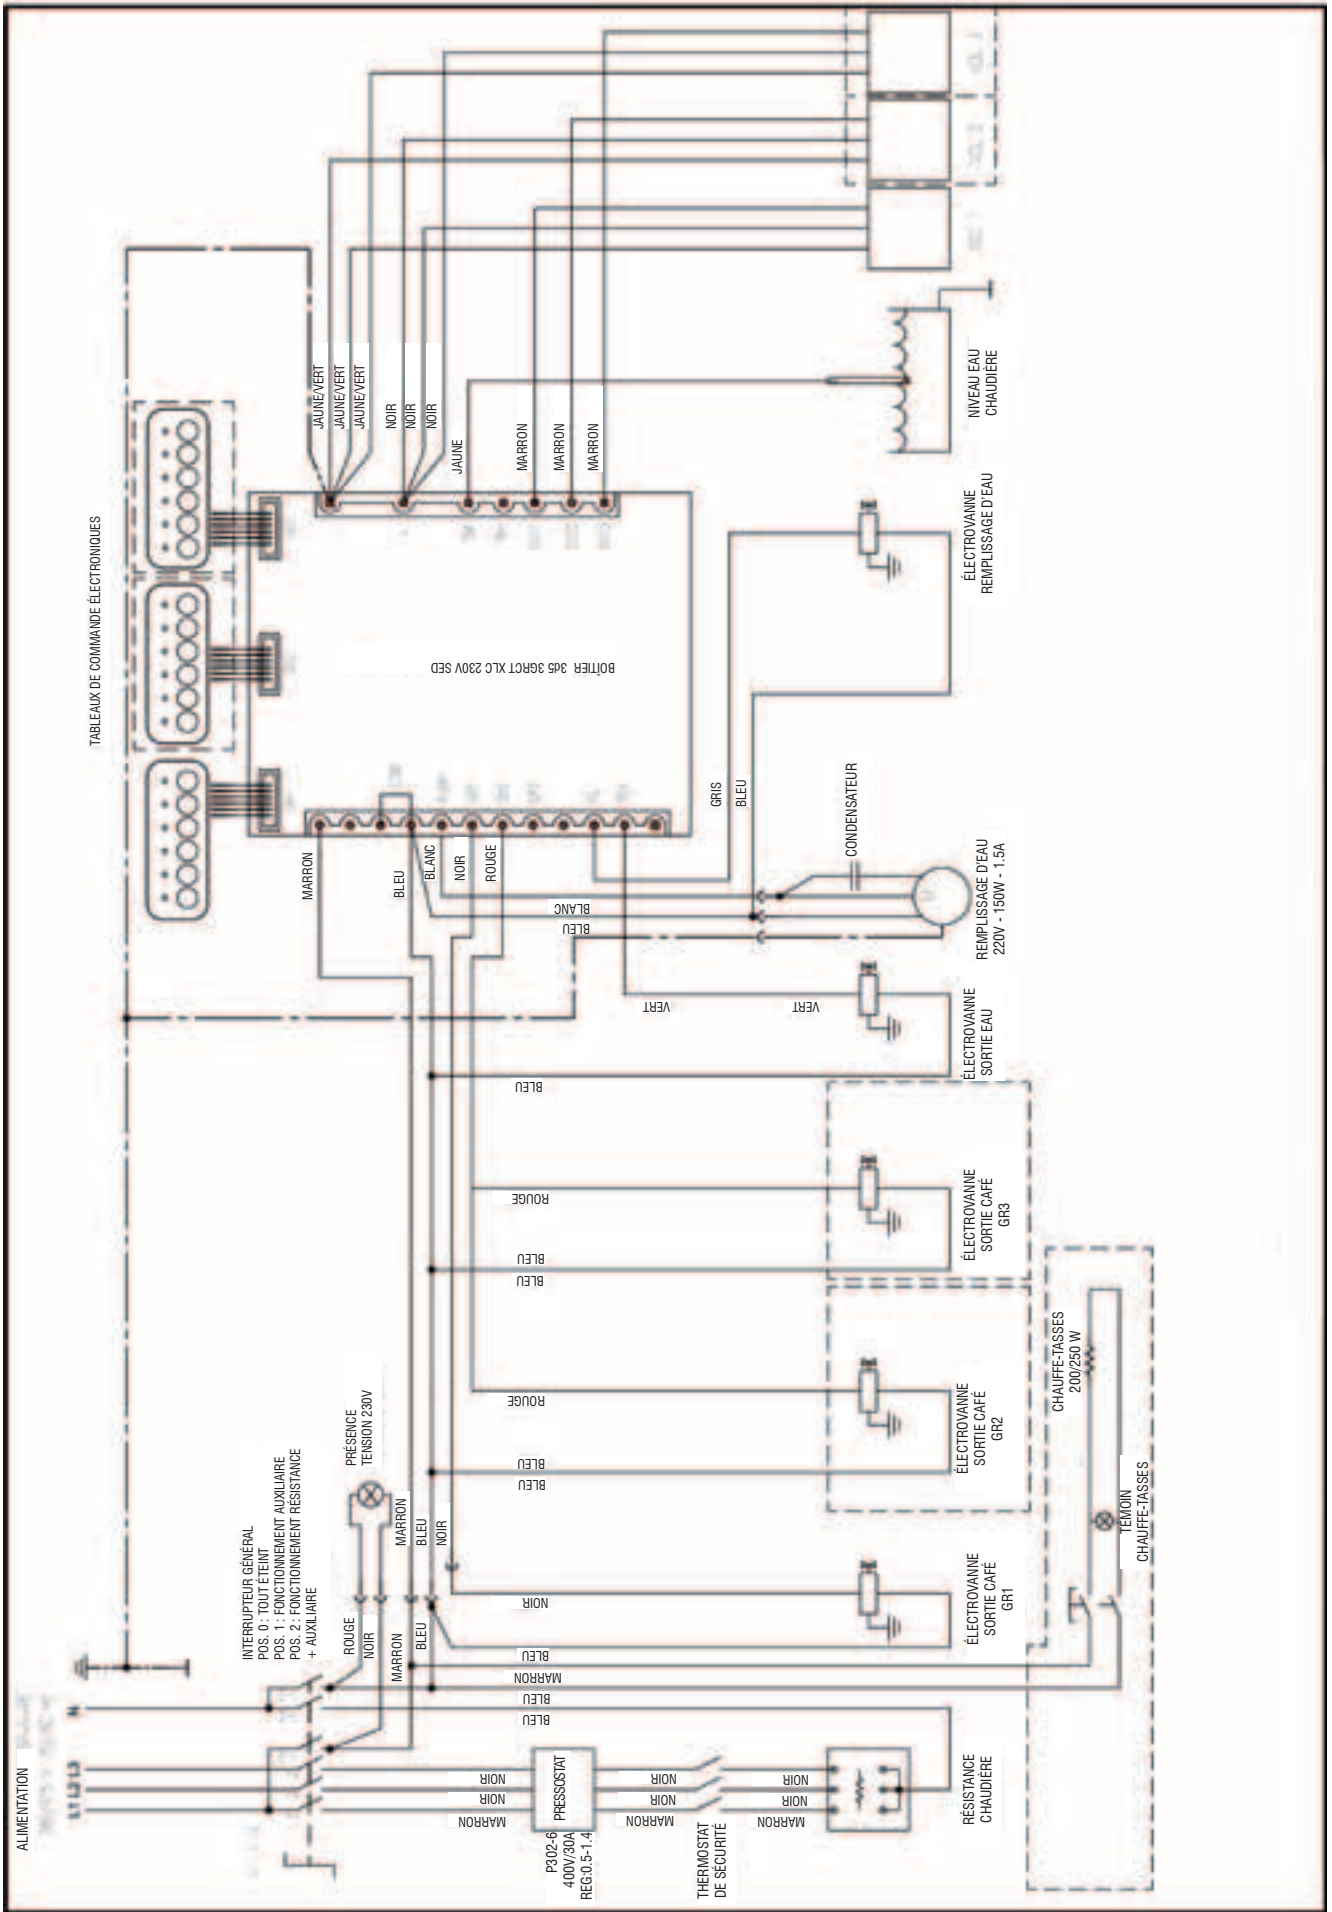 ALIMENTATION
L1 L2 L3
N
INTERRUPTEUR GÉNÉRAL
POS. 0 : TOUT ÉTEINT
POS. 1 : FONCTIONNEMENT AUXILIAIRE
POS. 2 : FONCTIONNEMENT RÉSISTANCE
+ AUXILIAIRE
PRÉSENCE
TENSION 230V
TABLEAUX DE COMMANDE ÉLECTRONIQUES
ROUGE
NOIR
MARRON
BLEU
MARRON
BLEU
NOIR
MARRON
BLEU
BLANC
NOIR
ROUGE
BOÎTIER 3d5 3GRCT XLC 230V SED
JAUNE/VERT
JAUNE/VERT
JAUNE/VERT
NOIR
NOIR
NOIR
JAUNE
MARRON
MARRON
MARRON
NOIR
NOIR
MARRON
P302-6
400V/30A
REG:0.5-1.4
PRESSOSTAT
NOIR
NOIR
MARRON
THERMOSTAT
DE SÉCURITÉ
NOIR
NOIR
MARRON
RÉSISTANCE
CHAUDIÈRE
BLEU
BLEU
MARRON
BLEU
NOIR
ÉLECTROVANNE
SORTIE CAFÉ
GR1
BLEU
BLEU
ROUGE
ÉLECTROVANNE
SORTIE CAFÉ
GR2
BLEU
BLEU
ROUGE
ÉLECTROVANNE
SORTIE CAFÉ
GR3
BLEU
VERT
VERT
ÉLECTROVANNE
SORTIE EAU
BLEU
BLANC
CONDENSATEUR
REMPLISSAGE D'EAU
220V - 150W - 1.5A
GRIS
BLEU
ÉLECTROVANNE
REMPLISSAGE D'EAU
NIVEAU EAU
CHAUDIÈRE
CHAUFFE-TASSES
200/250 W
TÉMOIN
CHAUFFE-TASSES